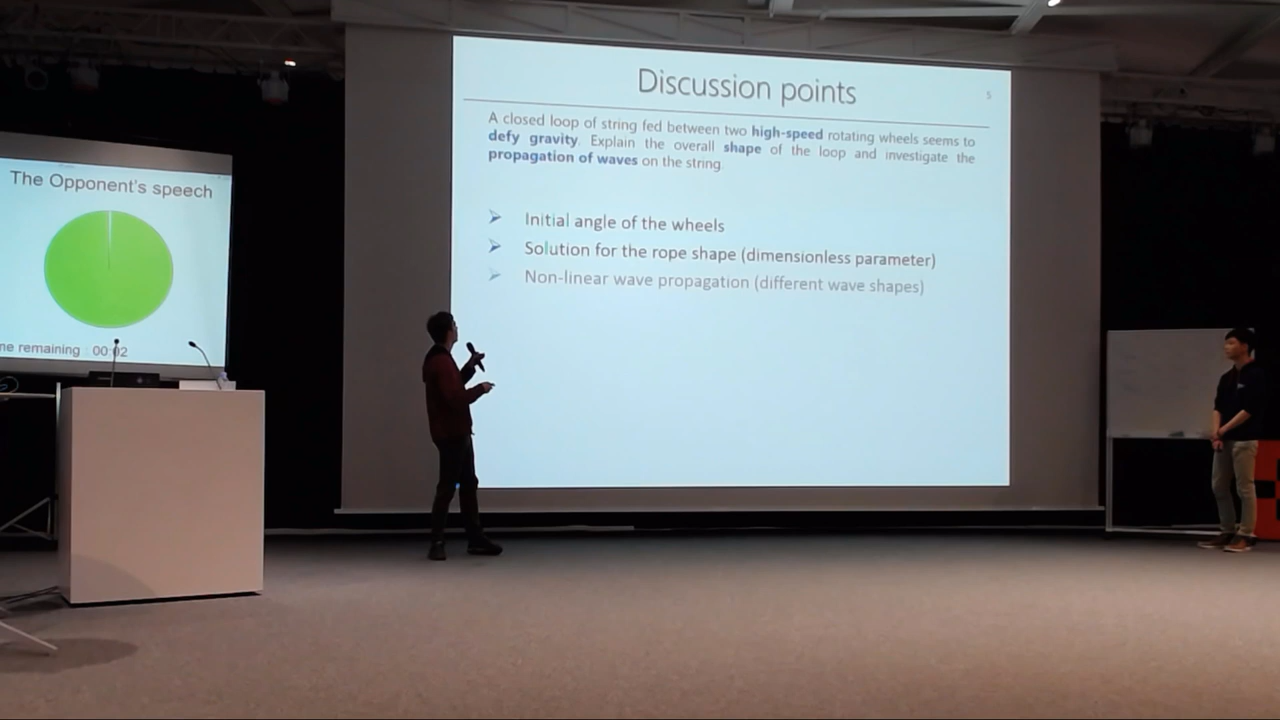 The Opponent's speech
remaining 00:02
Discussion points
5
A closed loop of string fed between two high-speed rotating wheels seems to
defy gravity. Explain the overall shape of the loop and investigate the
propagation of waves on the string.
Initial angle of the wheels
Solution for the rope shape (dimensionless parameter)
Non-linear wave propagation (different wave shapes)